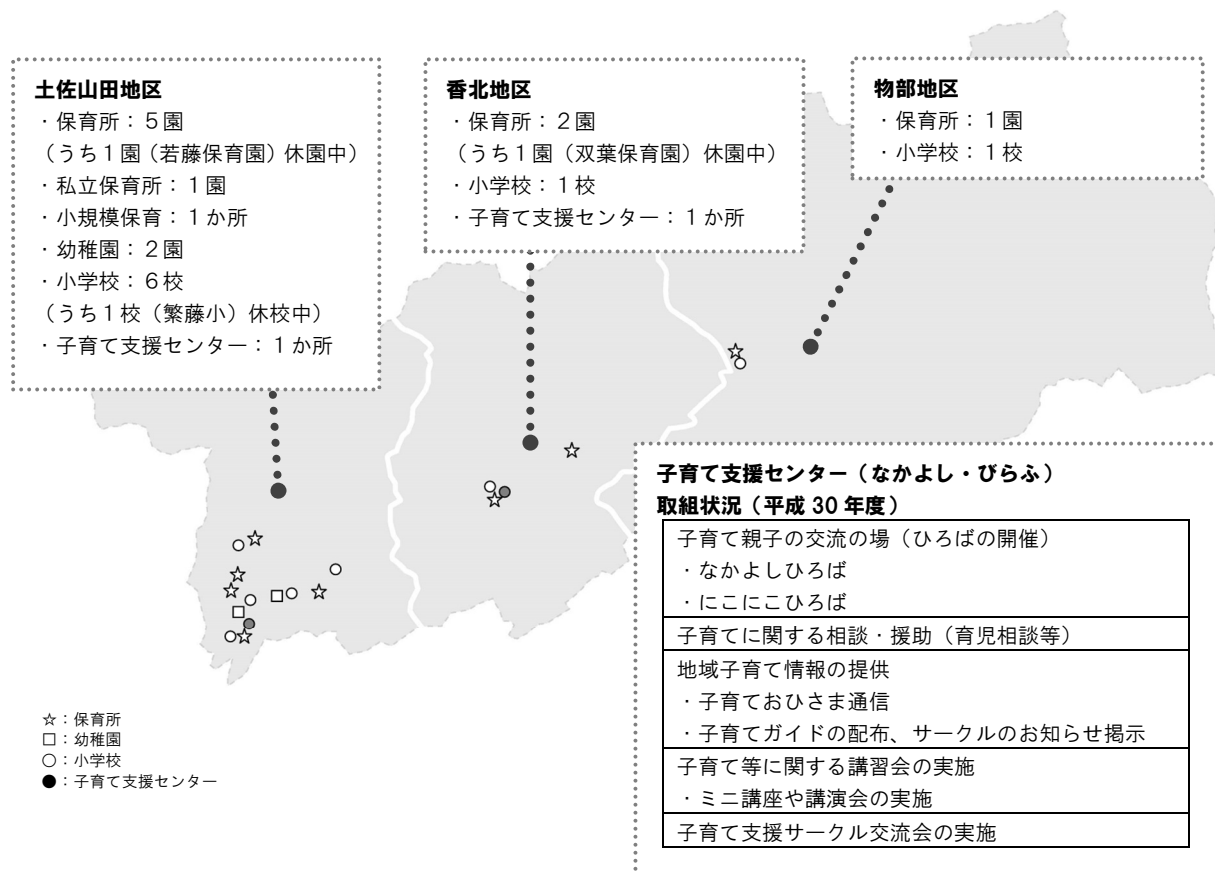 土佐山田地区
・保育所：５園
（うち１園（若藤保育園）休園中）
・私立保育所：１園
・小規模保育：１か所
・幼稚園：２園
・小学校：６校
（うち１校（繁藤小）休校中）
・子育て支援センター：１か所
香北地区
・保育所：２園
（うち１園（双葉保育園）休園中）
・小学校：１校
・子育て支援センター：１か所
物部地区
・保育所：１園
・小学校：１校
子育て支援センター（なかよし・びらふ）
取組状況（平成 30 年度）
子育て親子の交流の場（ひろばの開催）
・なかよしひろば
・にこにこひろば
子育てに関する相談・援助（育児相談等）
地域子育て情報の提供
・子育ておひさま通信
・子育てガイドの配布、サークルのお知らせ掲示
子育て等に関する講習会の実施
・ミニ講座や講演会の実施
子育て支援サークル交流会の実施
☆：保育所
□：幼稚園
○：小学校
●：子育て支援センター